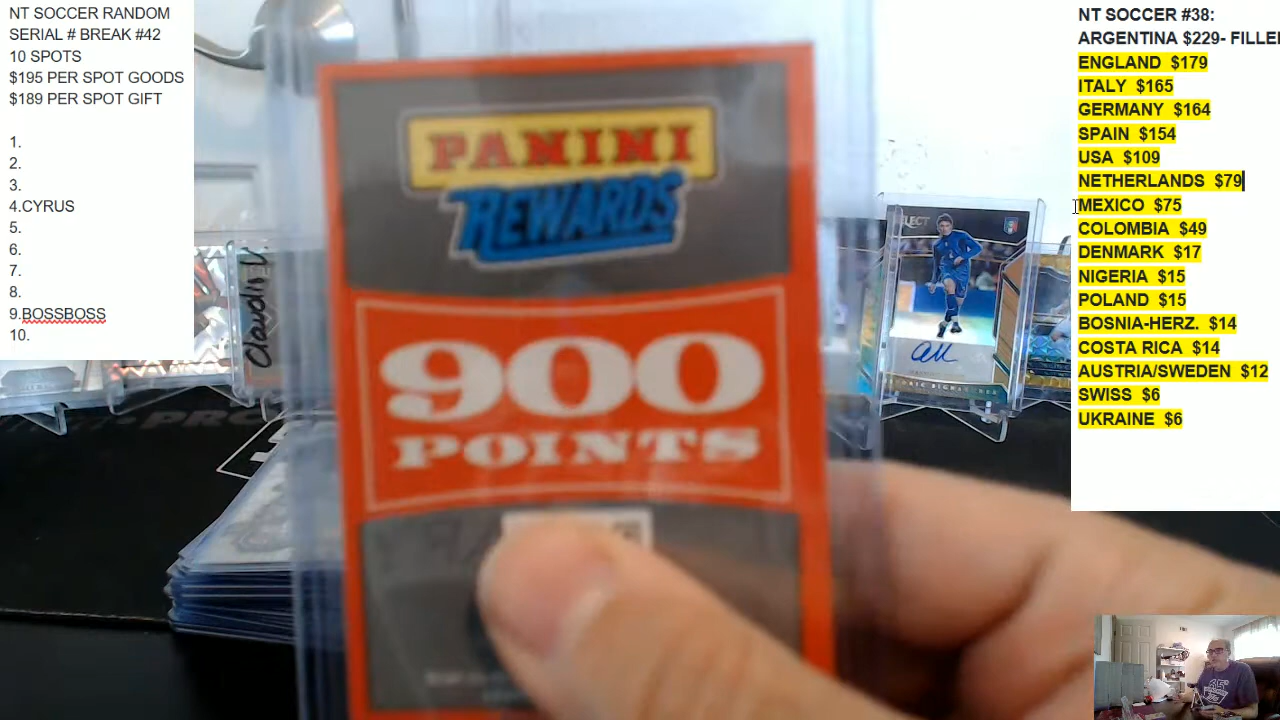 NT SOCCER RANDOM
SERIAL # BREAK #42
10 SPOTS
$195 PER SPOT GOODS
$189 PER SPOT GIFT
1.
2.
3.
4.CYRUS
5.
6.
7.
8.
9.BOSSBOSS
10.
PANINI
REWARDS
900
POINTS
Claudio
NT SOCCER #38:
ARGENTINA $229- FILLE
ENGLAND $179
ITALY $165
GERMANY $164
SPAIN $154
USA $109
NETHERLANDS $79
MEXICO $75
COLOMBIA $49
DENMARK $17
NIGERIA $15
POLAND $15
BOSNIA-HERZ. $14
COSTA RICA $14
AUSTRIA/SWEDEN $12
SWISS $6
UKRAINE $6